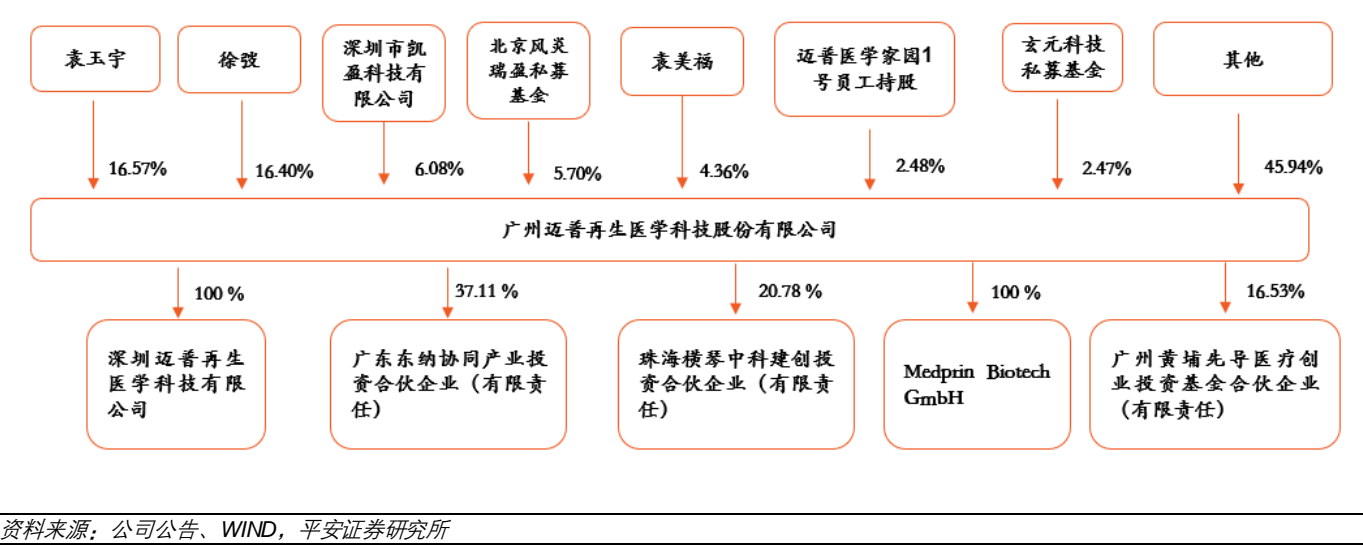 袁玉宇
徐弢
深圳市凯
盈科技有
限公司
北京风炎
瑞盈私募
基金
袁美福
迈普医学家园1
号员工持股
玄元科技
私募基金
其他
16.57%
16.40%
6.08%
5.70%
4.36%
2.48%
2.47%
45.94%
广州迈普再生医学科技股份有限公司
100 %
37.11 %
20.78 %
100 %
16.53%
深圳迈普再生
医学科技有限
公司
广东东纳协同产业投
资合伙企业（有限责
任）
珠海横琴中科建创投
资合伙企业（有限责
任）
Medprin Biotech
GmbH
广州黄埔先导医疗创
业投资基金合伙企业
（有限责任）
资料来源：公司公告、WIND，平安证券研究所